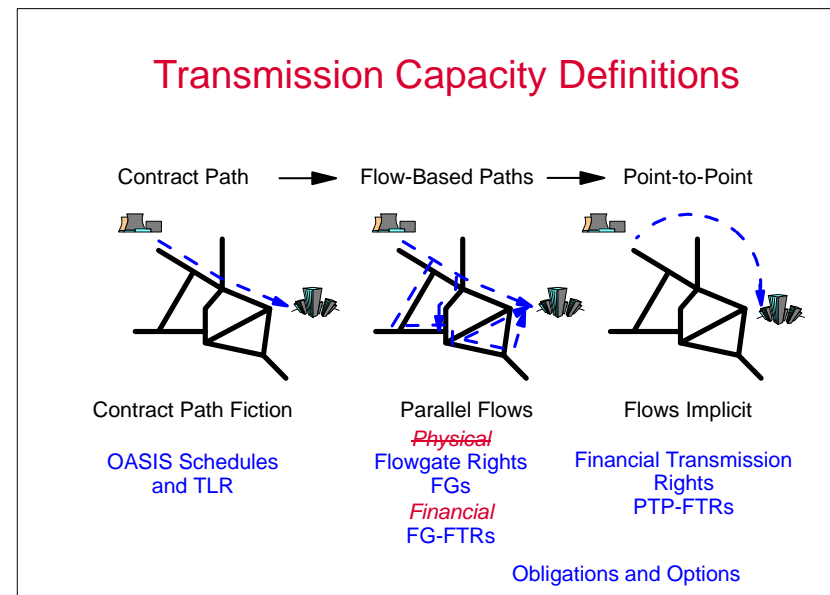 Transmission Capacity Definitions
Contract Path
Flow-Based Paths
Point-to-Point
Contract Path Fiction
OASIS Schedules
and TLR
Parallel Flows
Physical
Flowgate Rights
FGs
Financial
FG-FTRs
Flows Implicit
Financial Transmission
Rights
PTP-FTRs
Obligations and Options